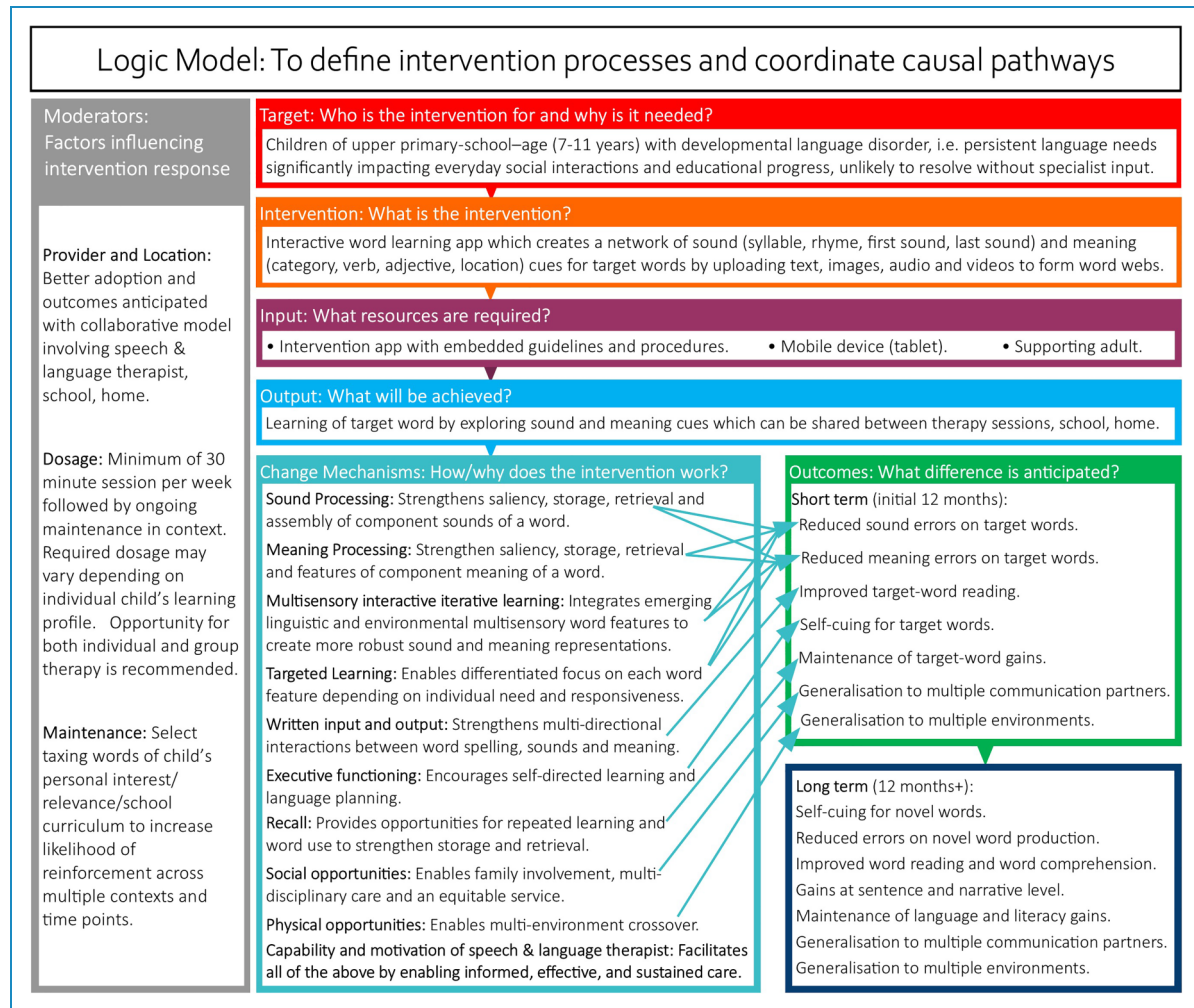 Logic Model: To define intervention processes and coordinate causal pathways
Moderators:
Factors influencing
intervention response
Provider and Location:
Better adoption and
outcomes anticipated
with collaborative model
involving speech &
language therapist,
school, home.
Dosage: Minimum of 30
minute session per week
followed by ongoing
maintenance in context.
Required dosage may
vary depending on
individual child’s learning
profile. Opportunity for
both individual and group
therapy is recommended.
Maintenance: Select
taxing words of child’s
personal interest/
relevance/school
curriculum to increase
likelihood of
reinforcement across
multiple contexts and
time points.
Target: Who is the intervention for and why is it needed?
Children of upper primary-school–age (7-11 years) with developmental language disorder, i.e. persistent language needs
significantly impacting everyday social interactions and educational progress, unlikely to resolve without specialist input.
Intervention: What is the intervention?
Interactive word learning app which creates a network of sound (syllable, rhyme, first sound, last sound) and meaning
(category, verb, adjective, location) cues for target words by uploading text, images, audio and videos to form word webs.
Input: What resources are required?
• Intervention app with embedded guidelines and procedures. • Mobile device (tablet). • Supporting adult.
Output: What will be achieved?
Learning of target word by exploring sound and meaning cues which can be shared between therapy sessions, school, home.
Change Mechanisms: How/why does the intervention work?
Sound Processing: Strengthens saliency, storage, retrieval and
assembly of component sounds of a word.
Meaning Processing: Strengthen saliency, storage, retrieval
and features of component meaning of a word.
Multisensory interactive iterative learning: Integrates emerging
linguistic and environmental multisensory word features to
create more robust sound and meaning representations.
Targeted Learning: Enables differentiated focus on each word
feature depending on individual need and responsiveness.
Written input and output: Strengthens multi-directional
interactions between word spelling, sounds and meaning.
Executive functioning: Encourages self-directed learning and
language planning.
Recall: Provides opportunities for repeated learning and
word use to strengthen storage and retrieval.
Social opportunities: Enables family involvement, multi-
disciplinary care and an equitable service.
Physical opportunities: Enables multi-environment crossover.
Capability and motivation of speech & language therapist: Facilitates
all of the above by enabling informed, effective, and sustained care.
Outcomes: What difference is anticipated?
Short term (initial 12 months):
Reduced sound errors on target words.
Reduced meaning errors on target words.
Improved target-word reading.
Self-cuing for target words.
Maintenance of target-word gains.
Generalisation to multiple communication partners.
Generalisation to multiple environments.
Long term (12 months+):
Self-cuing for novel words.
Reduced errors on novel word production.
Improved word reading and word comprehension.
Gains at sentence and narrative level.
Maintenance of language and literacy gains.
Generalisation to multiple communication partners.
Generalisation to multiple environments.